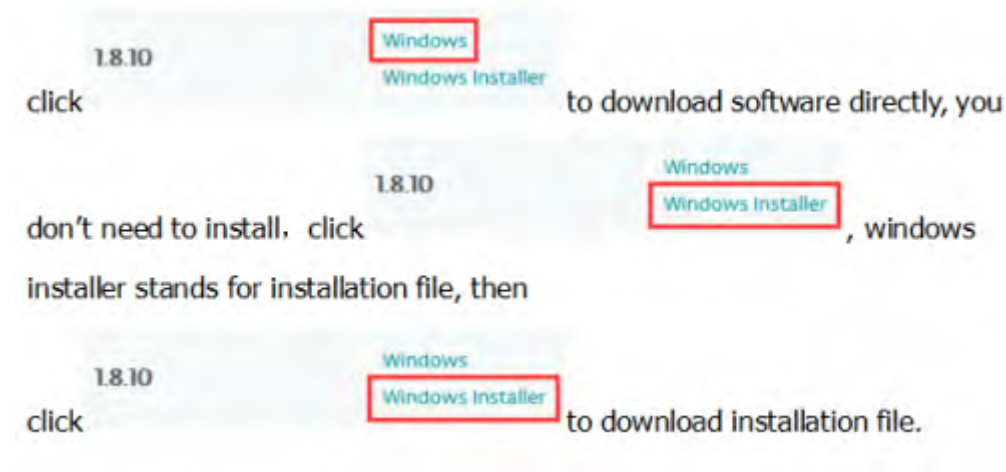 1.8.10 Windows
Windows Installer
click to download software directly, you
Windows
1.8.10 Windows Installer
don't need to install, click , windows
installer stands for installation file, then
Windows
1.8.10 Windows Installer
click to download installation file.